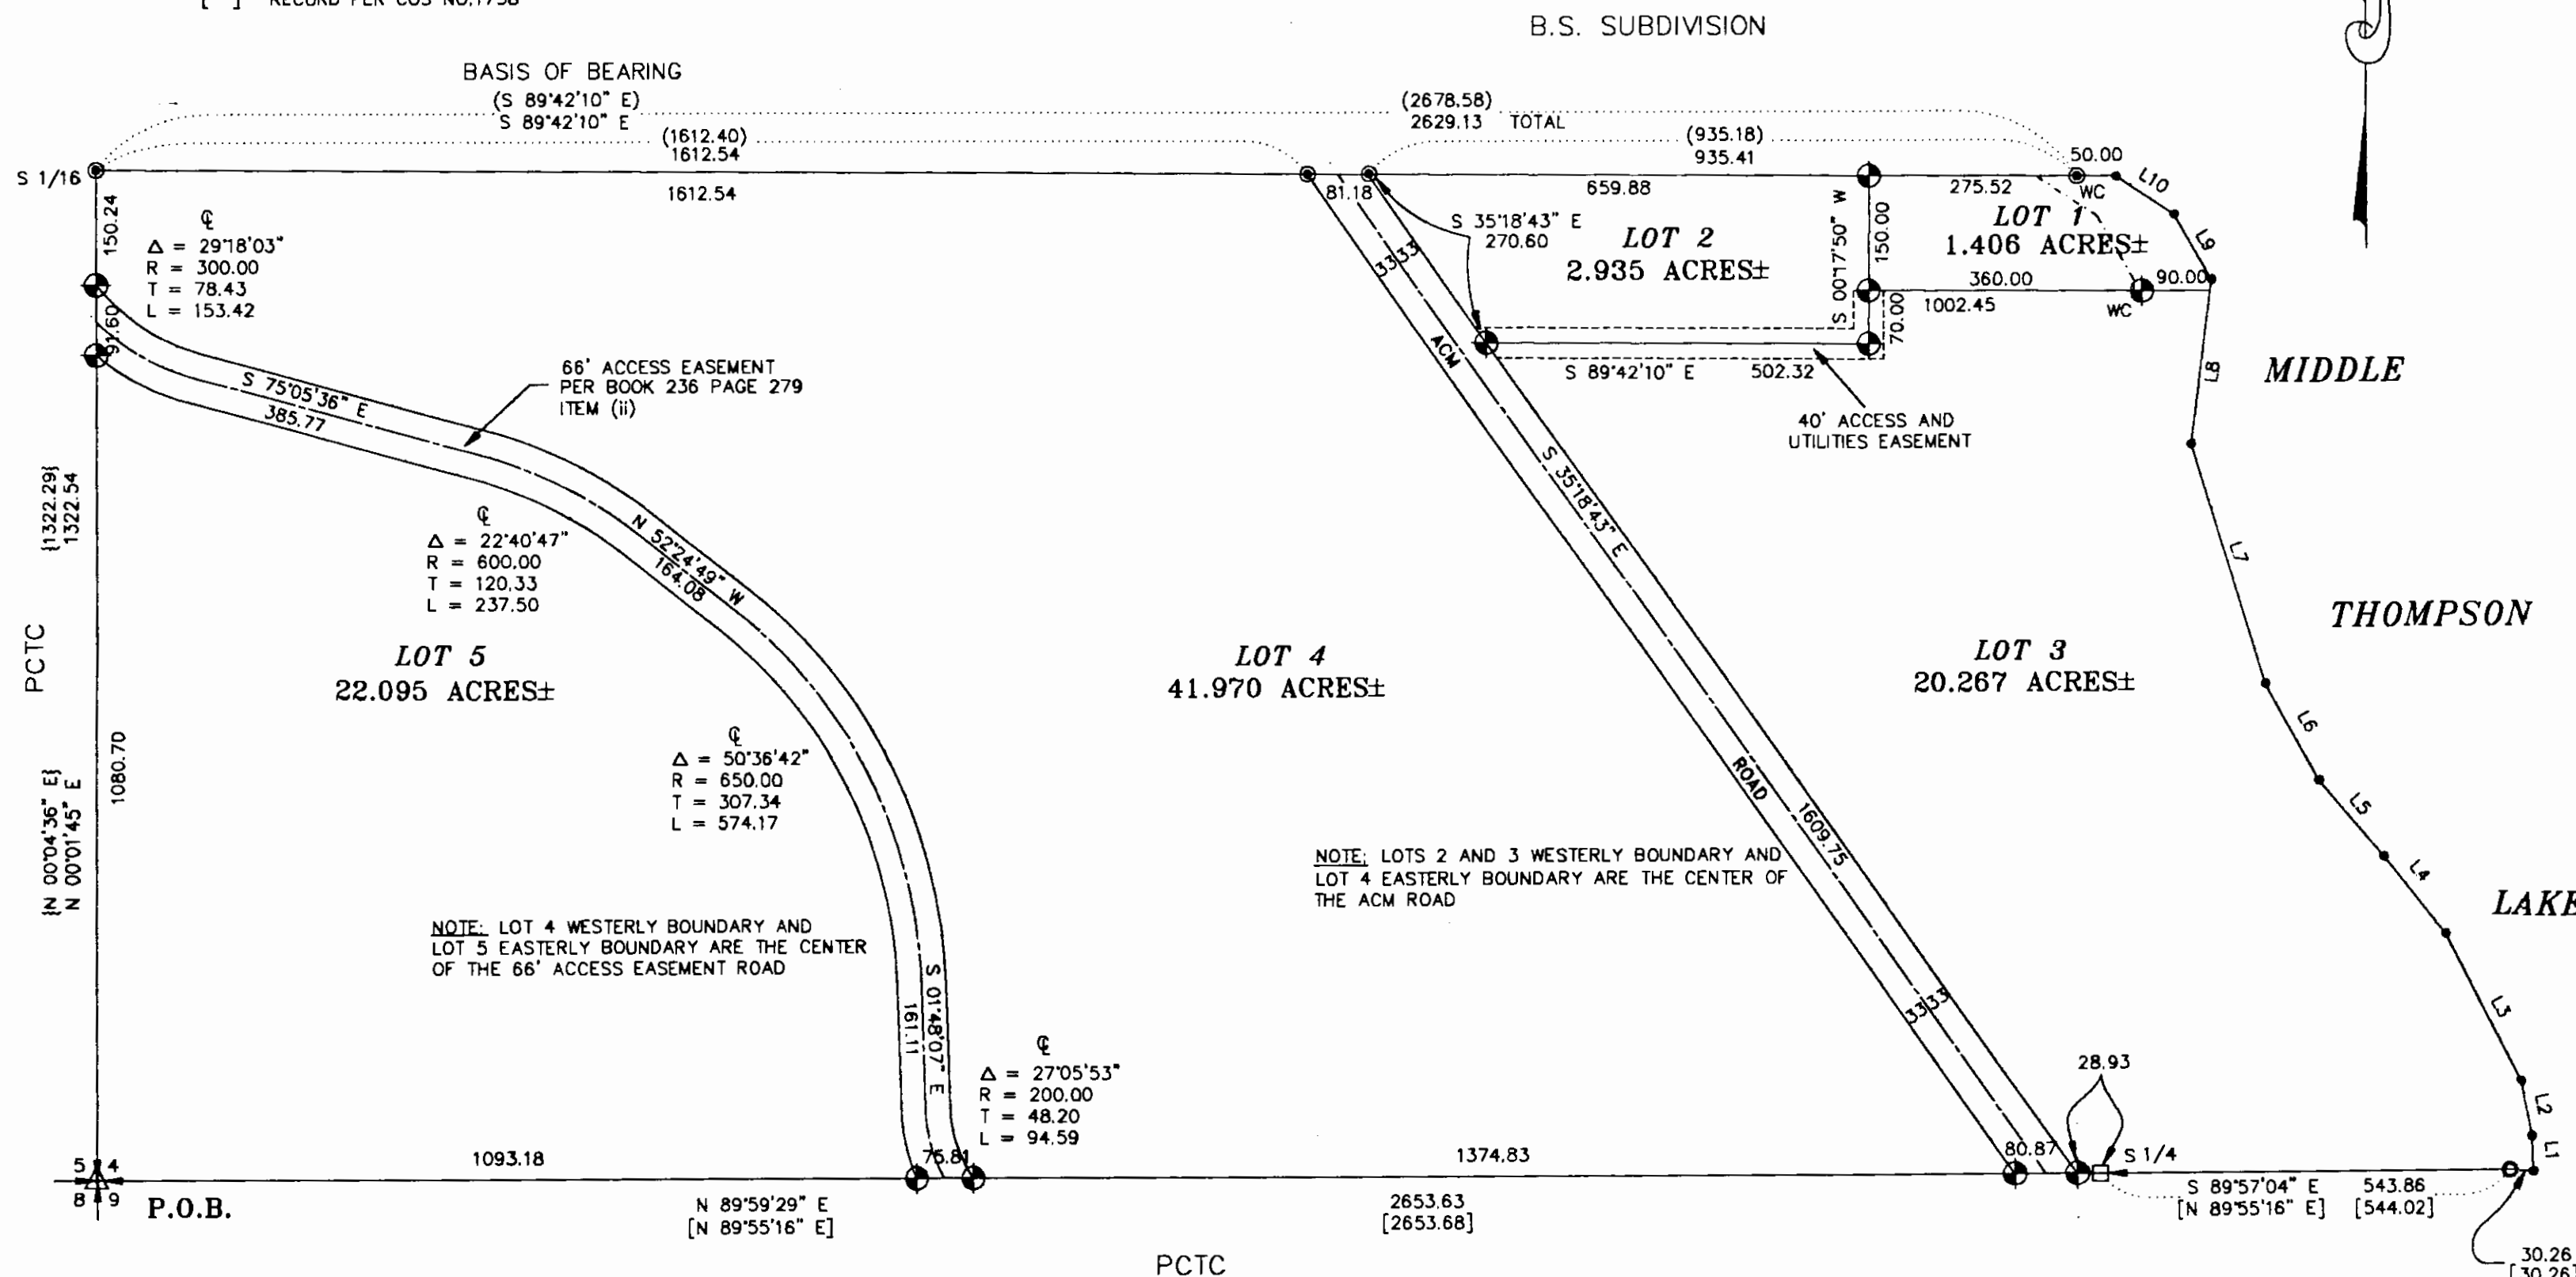 [ ] RECORD PER COS NO.1758
B.S. SUBDIVISION
BASIS OF BEARING
(S 89°42'10" E)
S 89°42'10" E
(2678.58)
2629.13 TOTAL
(1612.40)
1612.54
(935.18)
935.41
50.00
S 1/16
1612.54
81.18
659.88
275.52
WC
L10
150.24
℄
Δ = 29°18'03"
R = 300.00
T = 78.43
L = 153.42
91.60
S 35°18'43" E
270.60
LOT 2
2.935 ACRES±
S 00°17'50" W
150.00
70.00
LOT 1
1.406 ACRES±
L9
360.00
90.00
1002.45
WC
33
33
ACM
S 89°42'10" E 502.32
40' ACCESS AND
UTILITIES EASEMENT
L8
MIDDLE
66' ACCESS EASEMENT
PER BOOK 236 PAGE 279
ITEM (ii)
S 75°05'36" E
385.77
{1322.29}
1322.54
℄
Δ = 22°40'47"
R = 600.00
T = 120.33
L = 237.50
N 52°24'49" W
164.08
S 35°18'43" E
L7
THOMPSON
PCTC
LOT 5
22.095 ACRES±
LOT 4
41.970 ACRES±
LOT 3
20.267 ACRES±
L6
1080.70
{N 00°04'36" E}
N 00°01'45" E
℄
Δ = 50°36'42"
R = 650.00
T = 307.34
L = 574.17
ROAD
1609.75
L5
L4
NOTE: LOTS 2 AND 3 WESTERLY BOUNDARY AND
LOT 4 EASTERLY BOUNDARY ARE THE CENTER OF
THE ACM ROAD
LAKE
NOTE: LOT 4 WESTERLY BOUNDARY AND
LOT 5 EASTERLY BOUNDARY ARE THE CENTER
OF THE 66' ACCESS EASEMENT ROAD
S 01°48'07" E
161.11
33
33
L3
℄
Δ = 27°05'53"
R = 200.00
T = 48.20
L = 94.59
28.93
L2
L1
5 4
8 9
P.O.B.
1093.18
75.81
1374.83
80.87
S 1/4
N 89°59'29" E
[N 89°55'16" E]
2653.63
[2653.68]
S 89°57'04" E 543.86
[N 89°55'16" E] [544.02]
PCTC
30.26
[30.26]